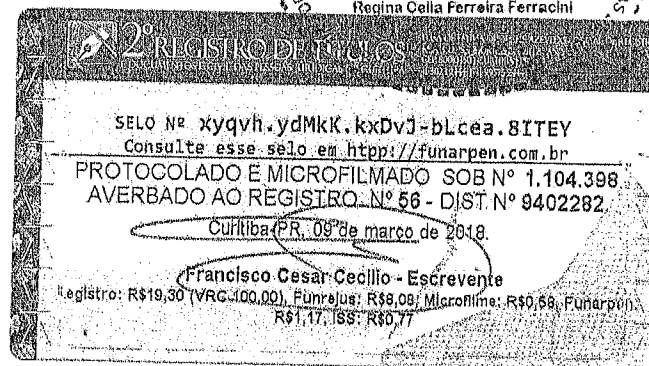 Regina Celia Ferreira Ferracini
2º REGISTRO DE TÍTULOS
SELO Nº xyqvh.ydMkK.kxDvJ-bLcea.8ITEY
Consulte esse selo em htpp://funarpen.com.br
PROTOCOLADO E MICROFILMADO SOB Nº 1.104.398
AVERBADO AO REGISTRO Nº 56 - DIST Nº 9402282
Curitiba-PR, 09 de março de 2018.
Francisco Cesar Cecilio - Escrevente
Registro: R$19,30 (VRC 100,00), Funrejus: R$8,08, Microfilme: R$0,58, Funarpen:
R$1,17, ISS: R$0,77